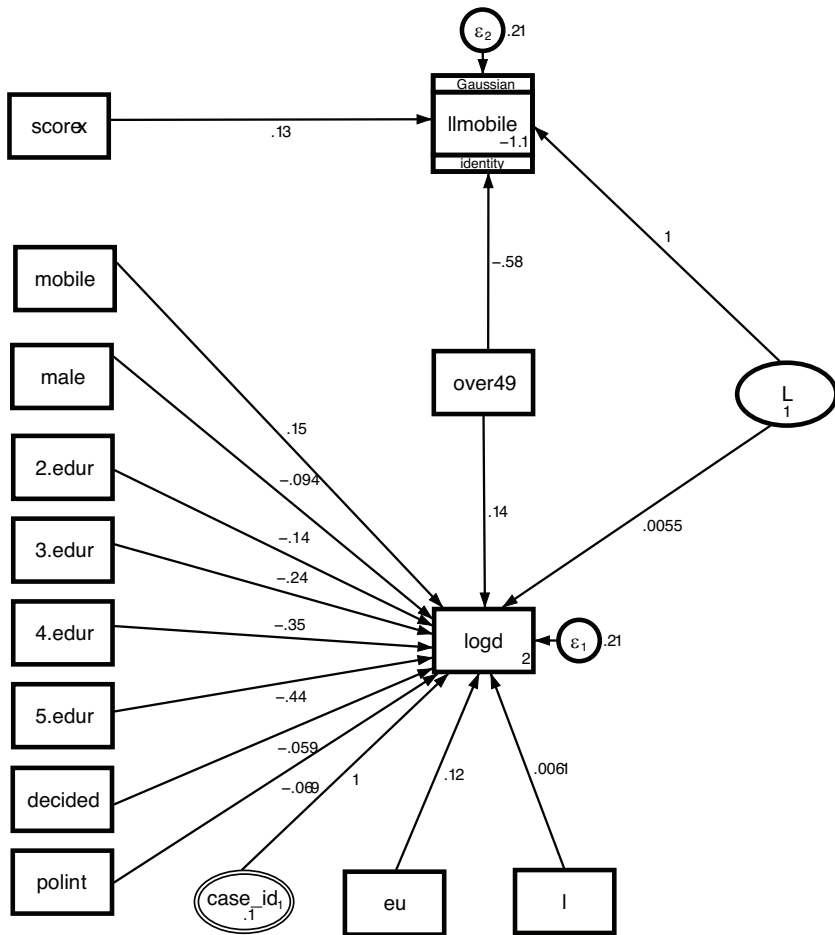 ε2 .21
Gaussian
scorex
llmobile
-1.1
.13
identity
1
mobile
-.58
male
over49
L
1
.15
2.edur
-.094
.14
.0055
3.edur
-.14
-.24
4.edur
-.35
logd
2
ε1 .21
5.edur
-.44
decided
-.059
-.069
1
.12
.0061
polint
case_id1
.1
eu
l